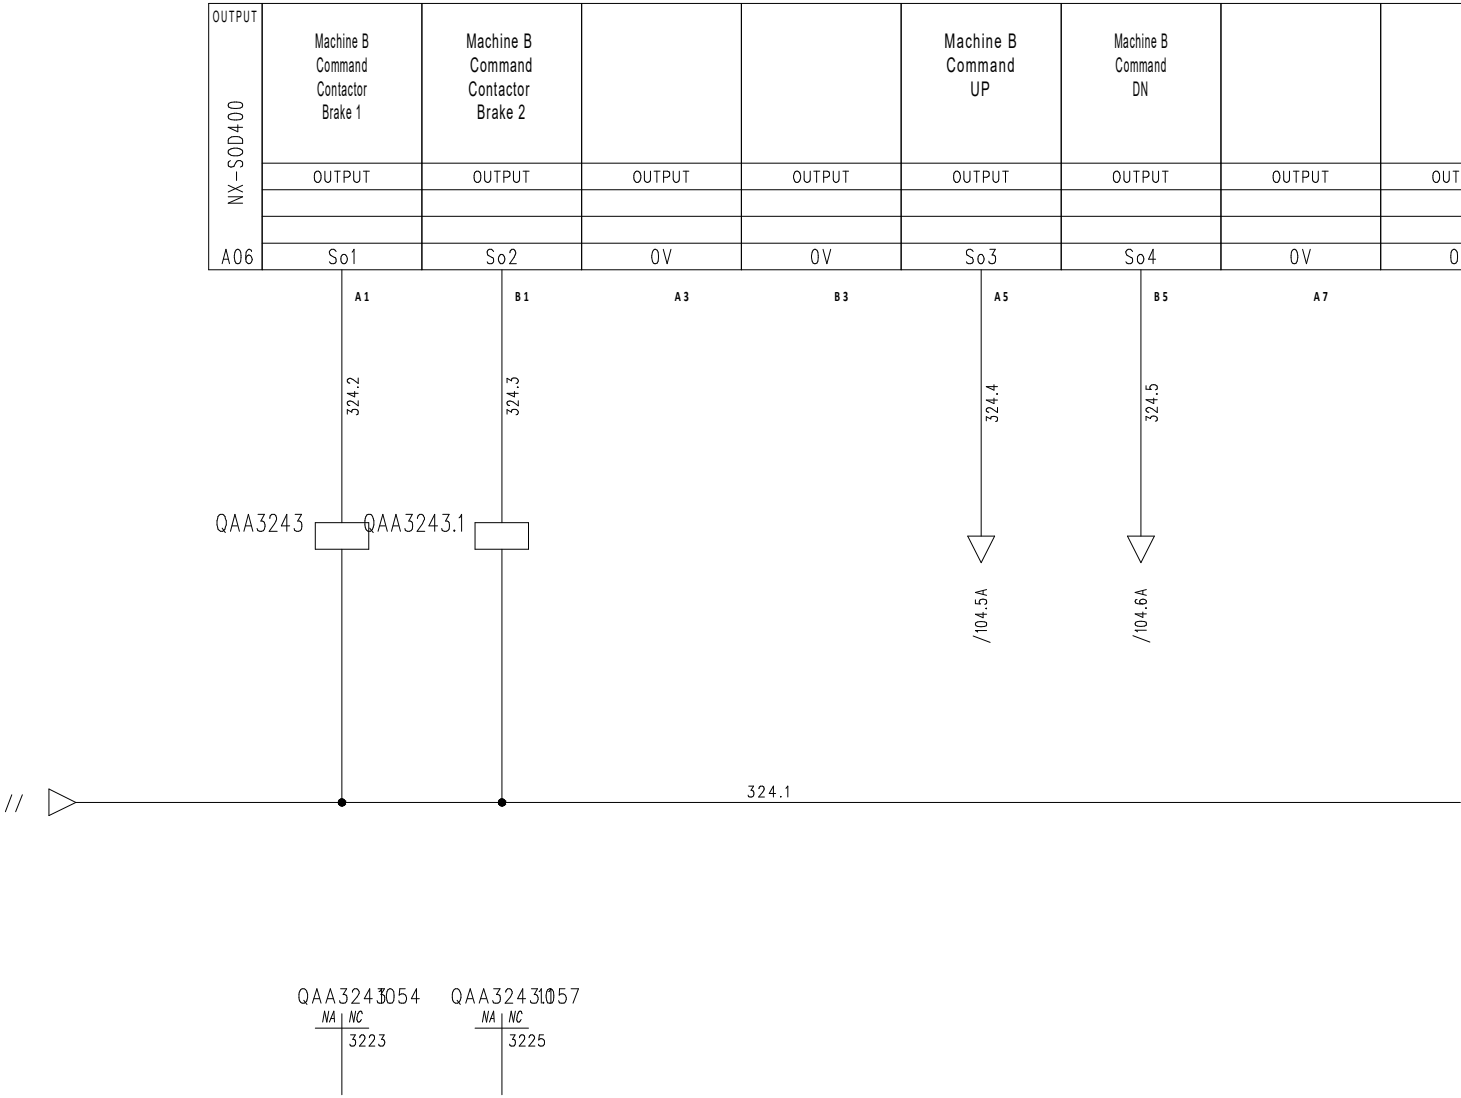 OUTPUT
Machine B
Command
Contactor
Brake 1
Machine B
Command
Contactor
Brake 2
Machine B
Command
UP
Machine B
Command
DN
NX-SOD400
OUTPUT
OUTPUT
OUTPUT
OUTPUT
OUTPUT
OUTPUT
OUTPUT
OUT
A06
So1
So2
0V
0V
So3
So4
0V
0
A1
B1
A3
B3
A5
B5
A7
324.2
324.3
324.4
324.5
QAA3243
QAA3243.1
/104.5A
/104.6A
//
324.1
QAA3243
QAA3243.1
NA NC
NA NC
3223
3225